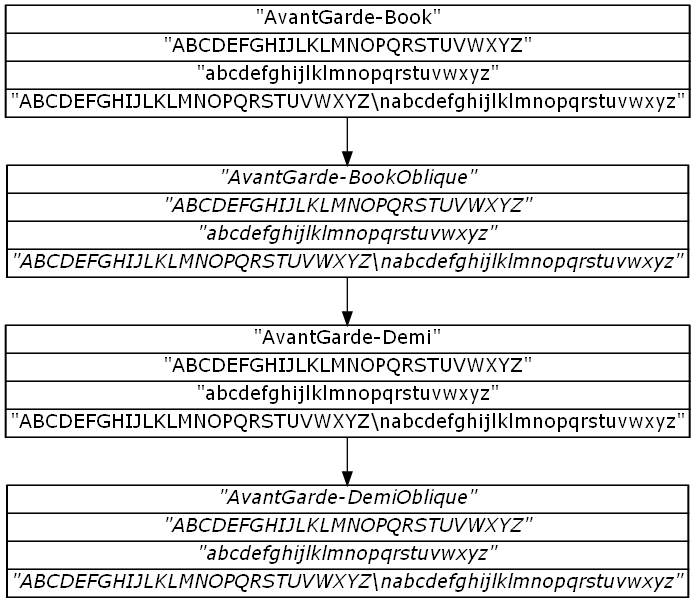 "AvantGarde-Book"
"ABCDEFGHIJLKLMNOPQRSTUVWXYZ"
"abcdefghijlklmnopqrstuvwxyz"
"ABCDEFGHIJLKLMNOPQRSTUVWXYZ\nabcdefghijlklmnopqrstuvwxyz"
"AvantGarde-BookOblique"
"ABCDEFGHIJLKLMNOPQRSTUVWXYZ"
"abcdefghijlklmnopqrstuvwxyz"
"ABCDEFGHIJLKLMNOPQRSTUVWXYZ\nabcdefghijlklmnopqrstuvwxyz"
"AvantGarde-Demi"
"ABCDEFGHIJLKLMNOPQRSTUVWXYZ"
"abcdefghijlklmnopqrstuvwxyz"
"ABCDEFGHIJLKLMNOPQRSTUVWXYZ\nabcdefghijlklmnopqrstuvwxyz"
"AvantGarde-DemiOblique"
"ABCDEFGHIJLKLMNOPQRSTUVWXYZ"
"abcdefghijlklmnopqrstuvwxyz"
"ABCDEFGHIJLKLMNOPQRSTUVWXYZ\nabcdefghijlklmnopqrstuvwxyz"